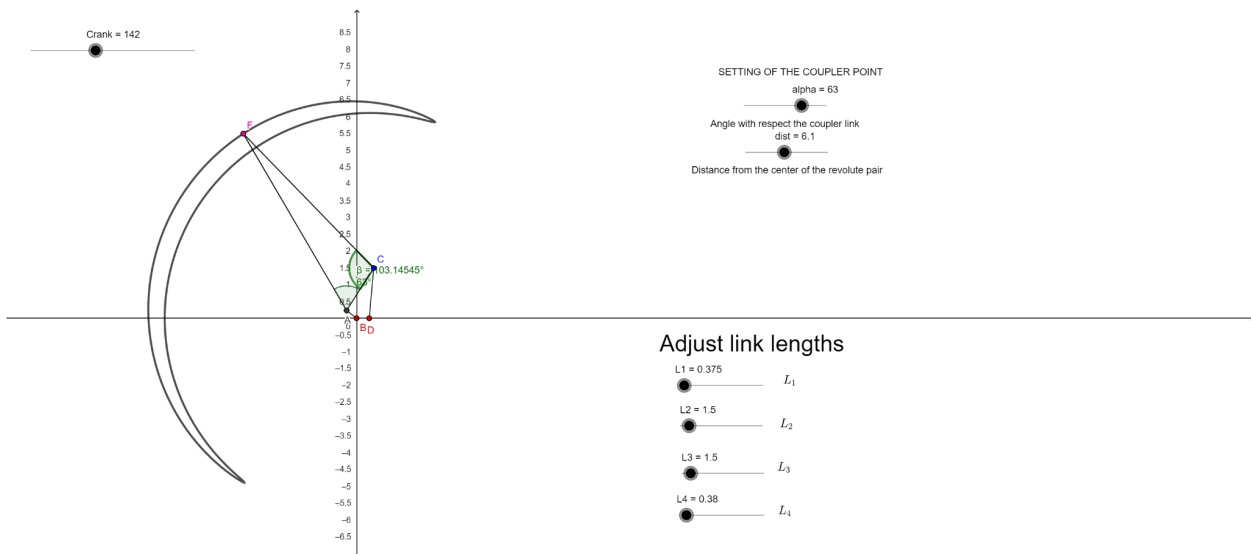 Crank = 142
SETTING OF THE COUPLER POINT
alpha = 63
Angle with respect the coupler link
dist = 6.1
Distance from the center of the revolute pair
8.5
8
7.5
7
6.5
6
5.5
5
4.5
4
3.5
3
2.5
2
1.5
1
0.5
0
−0.5
−1
−1.5
−2
−2.5
−3
−3.5
−4
−4.5
−5
−5.5
−6
−6.5
F
C
β = 103.14545°
63°
A
B
D
Adjust link lengths
L1 = 0.375
L₁
L2 = 1.5
L₂
L3 = 1.5
L₃
L4 = 0.38
L₄